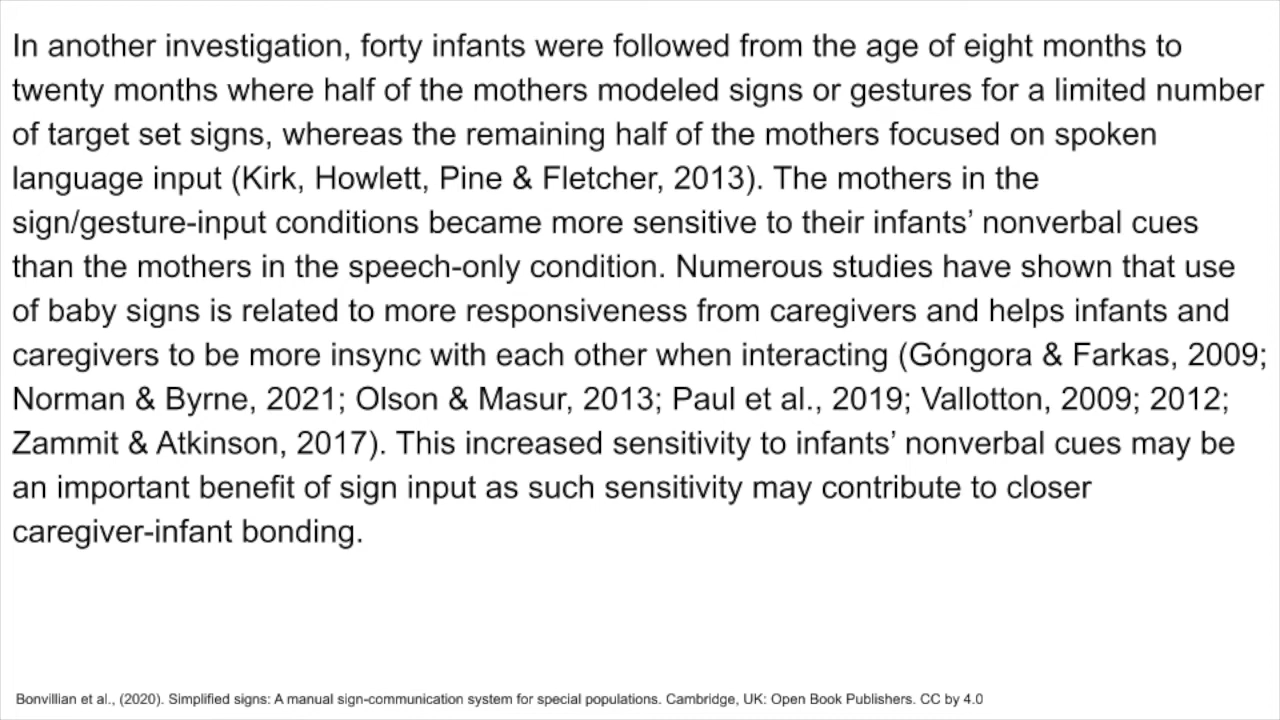 In another investigation, forty infants were followed from the age of eight months to
twenty months where half of the mothers modeled signs or gestures for a limited number
of target set signs, whereas the remaining half of the mothers focused on spoken
language input (Kirk, Howlett, Pine & Fletcher, 2013). The mothers in the
sign/gesture-input conditions became more sensitive to their infants’ nonverbal cues
than the mothers in the speech-only condition. Numerous studies have shown that use
of baby signs is related to more responsiveness from caregivers and helps infants and
caregivers to be more insync with each other when interacting (Góngora & Farkas, 2009;
Norman & Byrne, 2021; Olson & Masur, 2013; Paul et al., 2019; Vallotton, 2009; 2012;
Zammit & Atkinson, 2017). This increased sensitivity to infants’ nonverbal cues may be
an important benefit of sign input as such sensitivity may contribute to closer
caregiver-infant bonding.
Bonvillian et al., (2020). Simplified signs: A manual sign-communication system for special populations. Cambridge, UK: Open Book Publishers. CC by 4.0